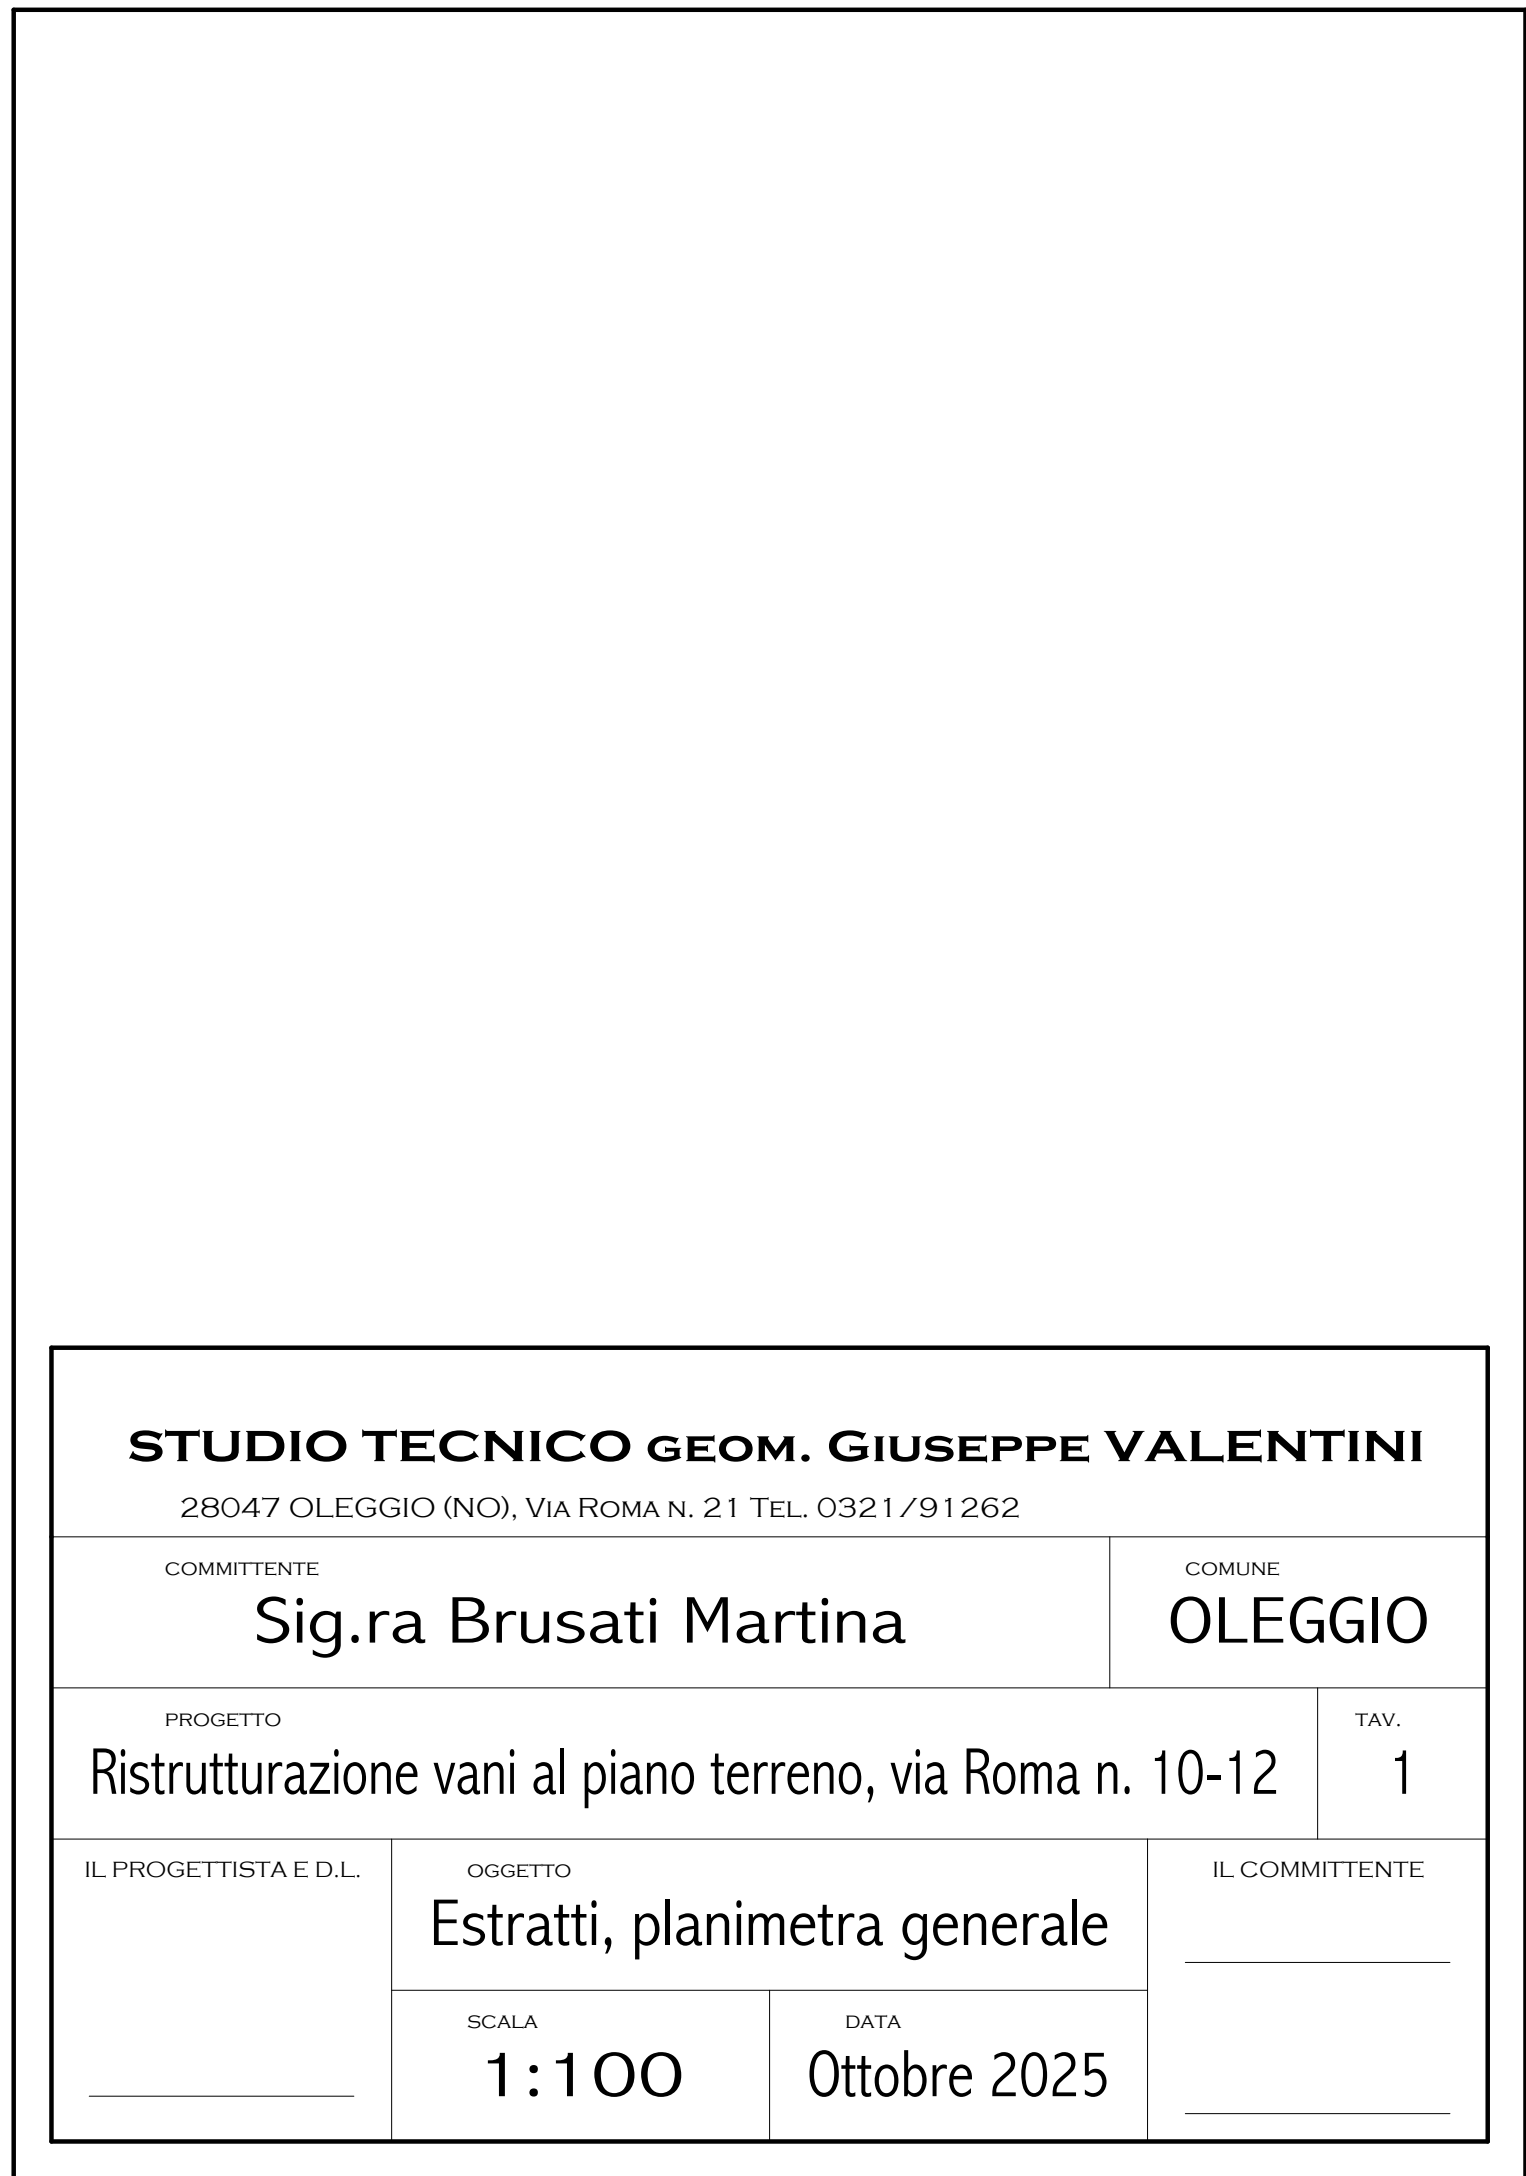 STUDIO TECNICO GEOM. GIUSEPPE VALENTINI
28047 OLEGGIO (NO), VIA ROMA N. 21 TEL. 0321/91262
COMMITTENTE
Sig.ra Brusati Martina
COMUNE
OLEGGIO
PROGETTO
Ristrutturazione vani al piano terreno, via Roma n. 10-12
TAV.
1
IL PROGETTISTA E D.L.
OGGETTO
Estratti, planimetra generale
IL COMMITTENTE
SCALA
1:100
DATA
Ottobre 2025